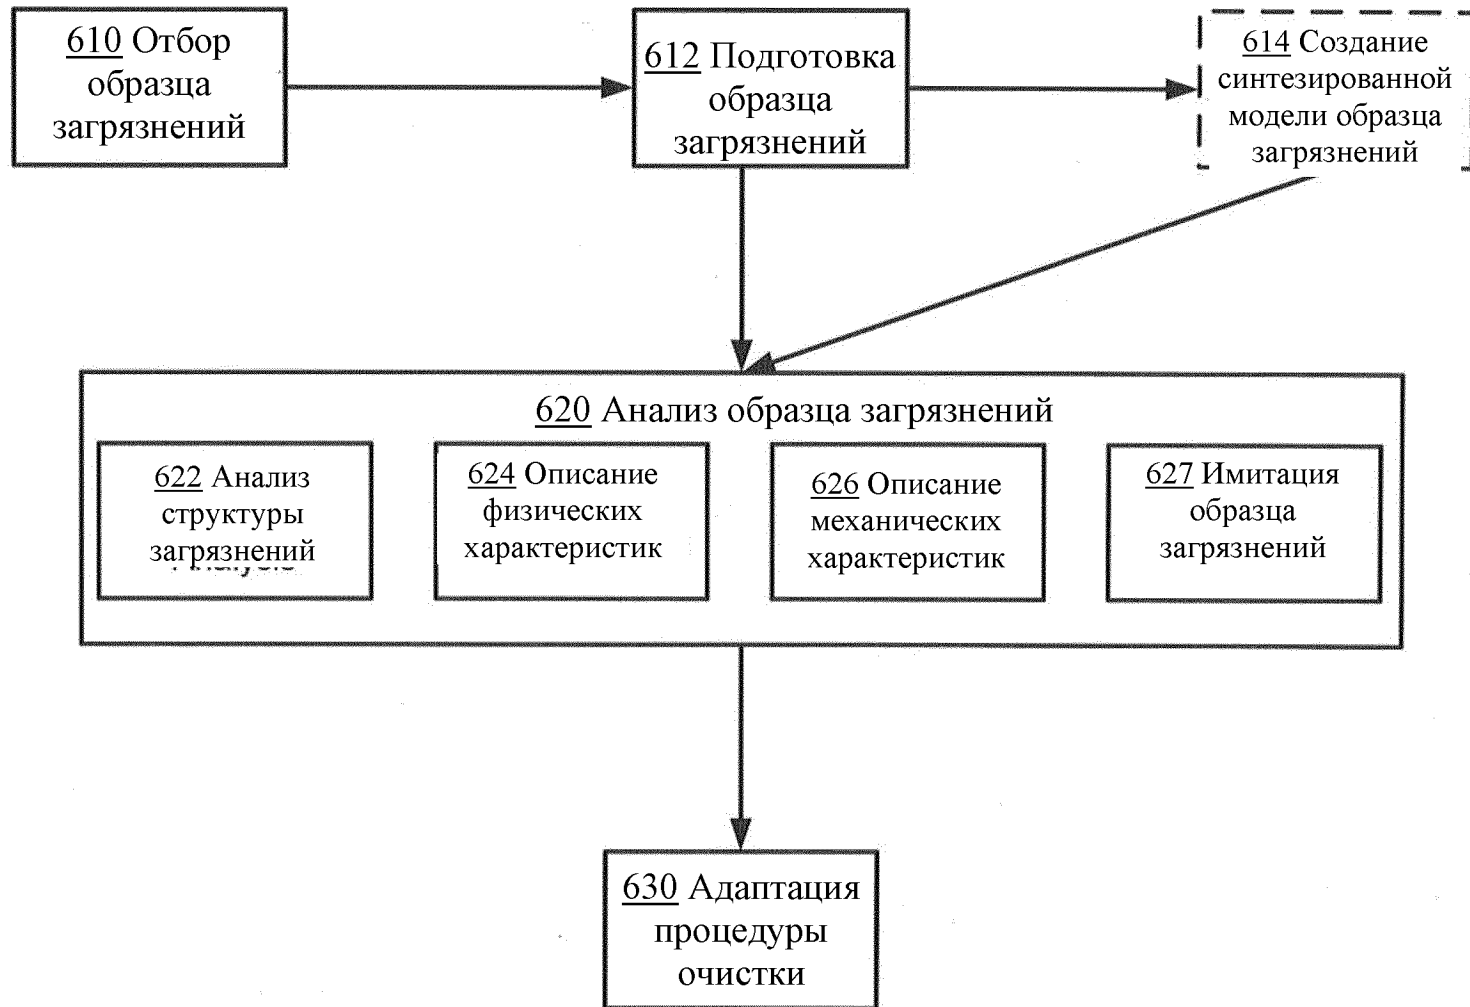 610 Отбор
образца
загрязнений
612 Подготовка
образца
загрязнений
614 Создание
синтезированной
модели образца
загрязнений
620 Анализ образца загрязнений
622 Анализ
структуры
загрязнений
624 Описание
физических
характеристик
626 Описание
механических
характеристик
627 Имитация
образца
загрязнений
630 Адаптация
процедуры
очистки